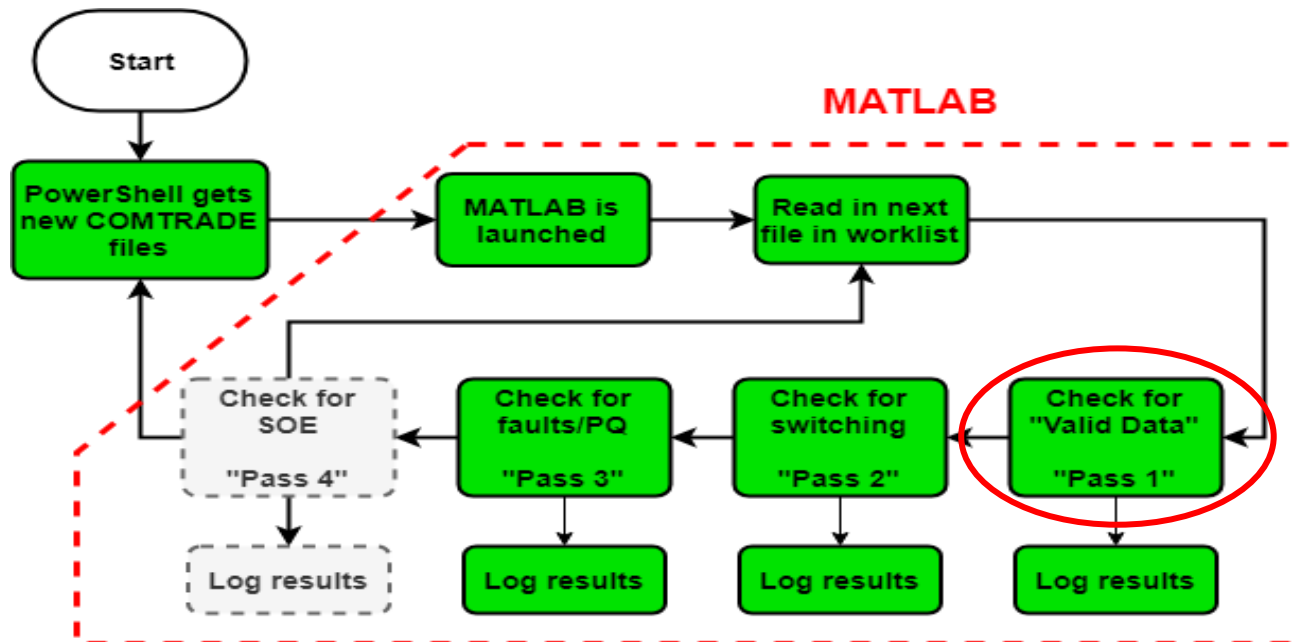 Start
MATLAB
PowerShell gets
new COMTRADE
files
MATLAB is
launched
Read in next
file in worklist
Check for
SOE
"Pass 4"
Check for
faults/PQ
"Pass 3"
Check for
switching
"Pass 2"
Check for
"Valid Data"
"Pass 1"
Log results
Log results
Log results
Log results